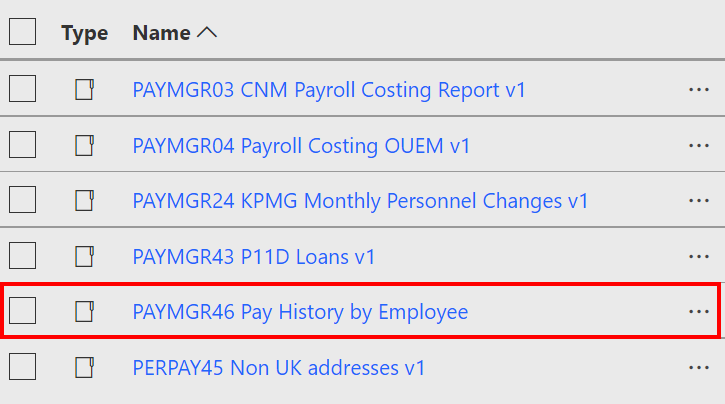 Type Name
PAYMGR03 CNM Payroll Costing Report v1
PAYMGR04 Payroll Costing OUEM v1
PAYMGR24 KPMG Monthly Personnel Changes v1
PAYMGR43 P11D Loans v1
PAYMGR46 Pay History by Employee
PERPAY45 Non UK addresses v1